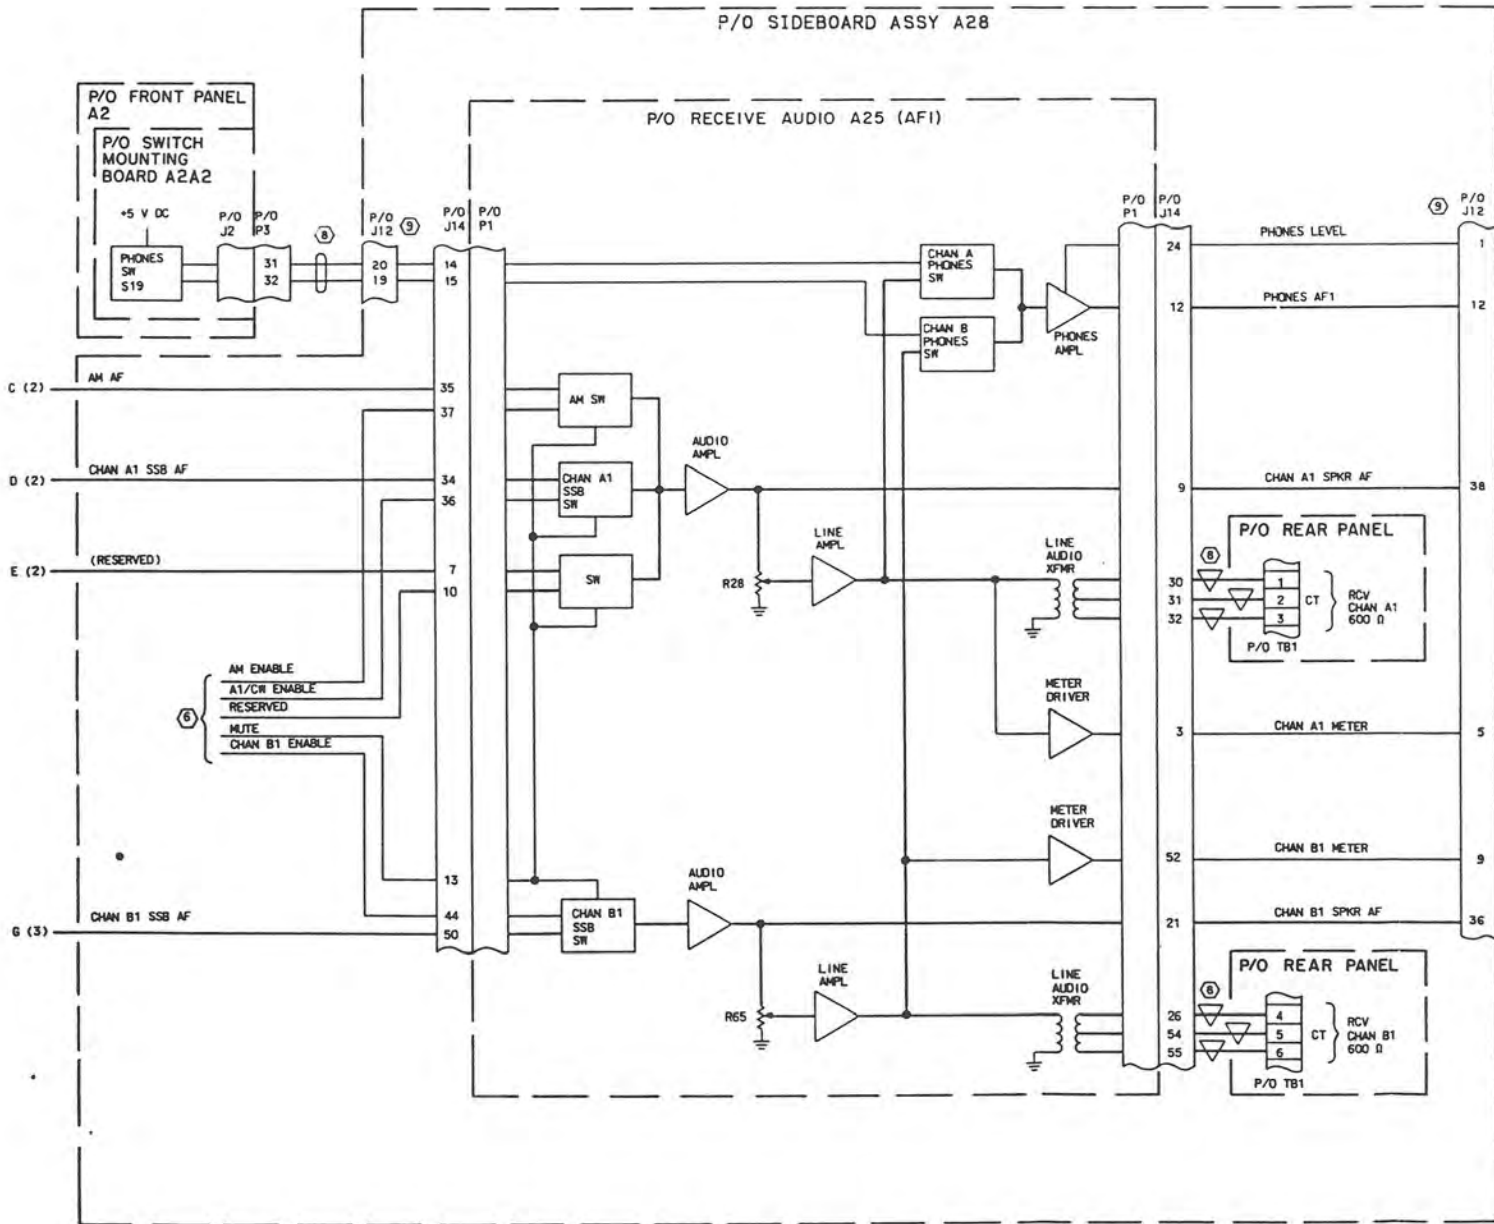 P/O SIDEBOARD ASSY A28
P/O FRONT PANEL
A2
P/O SWITCH
MOUNTING
BOARD A2A2
+5 V DC
PHONES
SW
S19
P/O
J2
P/O
P3
31
32
8
P/O
J12
9
20
19
P/O
J14
P/O
P1
14
15
P/O RECEIVE AUDIO A25 (AF1)
CHAN A
PHONES
SW
CHAN B
PHONES
SW
PHONES
AMPL
P/O
P1
P/O
J14
24
PHONES LEVEL
12
PHONES AF1
9
P/O
J12
1
12
C (2)
AM AF
35
37
AM SW
D (2)
CHAN A1 SSB AF
34
36
CHAN A1
SSB
SW
AUDIO
AMPL
9
CHAN A1 SPKR AF
38
E (2)
(RESERVED)
7
10
SW
R28
LINE
AMPL
LINE
AUDIO
XFMR
30
31
32
8
P/O REAR PANEL
1
2
3
CT
RCV
CHAN A1
600 Ω
P/O TB1
6
AM ENABLE
A1/CW ENABLE
RESERVED
MUTE
CHAN B1 ENABLE
METER
DRIVER
3
CHAN A1 METER
5
METER
DRIVER
52
CHAN B1 METER
9
13
44
50
G (3)
CHAN B1 SSB AF
CHAN B1
SSB
SW
AUDIO
AMPL
21
CHAN B1 SPKR AF
36
R65
LINE
AMPL
LINE
AUDIO
XFMR
26
54
55
8
P/O REAR PANEL
4
5
6
CT
RCV
CHAN B1
600 Ω
P/O TB1